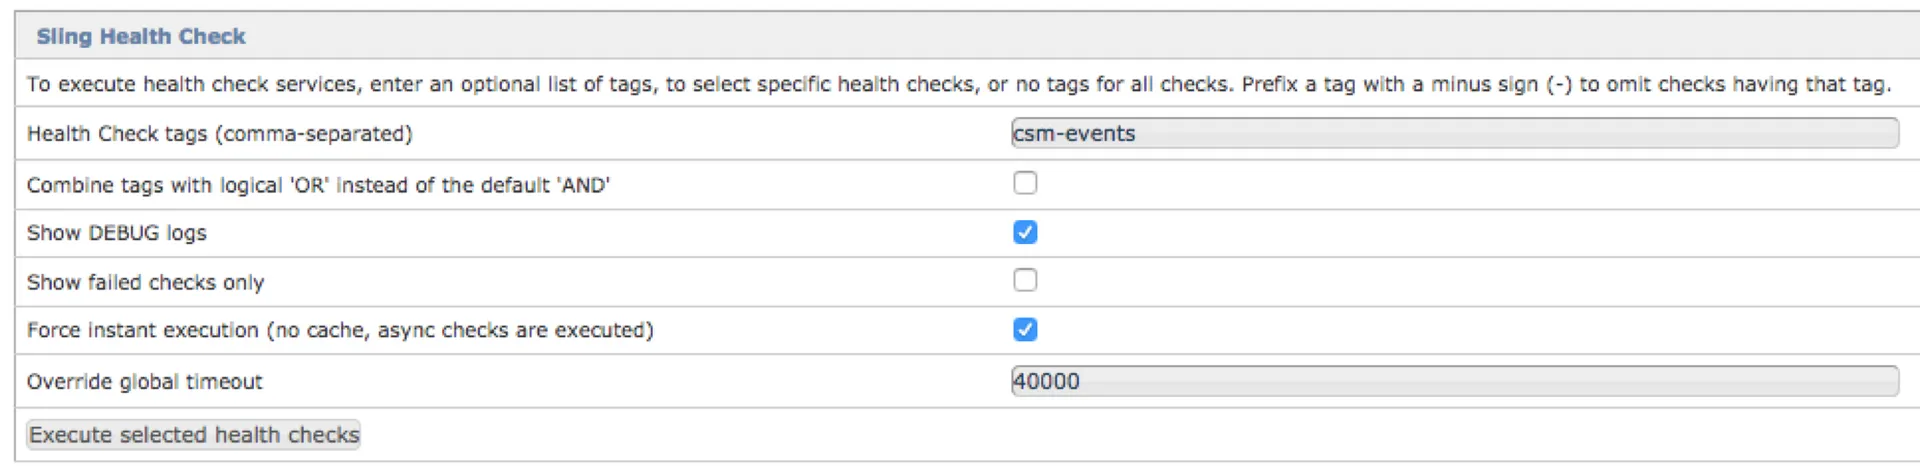 Sling Health Check
To execute health check services, enter an optional list of tags, to select specific health checks, or no tags for all checks. Prefix a tag with a minus sign (-) to omit checks having that tag.
Health Check tags (comma-separated)
csm-events
Combine tags with logical 'OR' instead of the default 'AND'
Show DEBUG logs
Show failed checks only
Force instant execution (no cache, async checks are executed)
Override global timeout
40000
Execute selected health checks